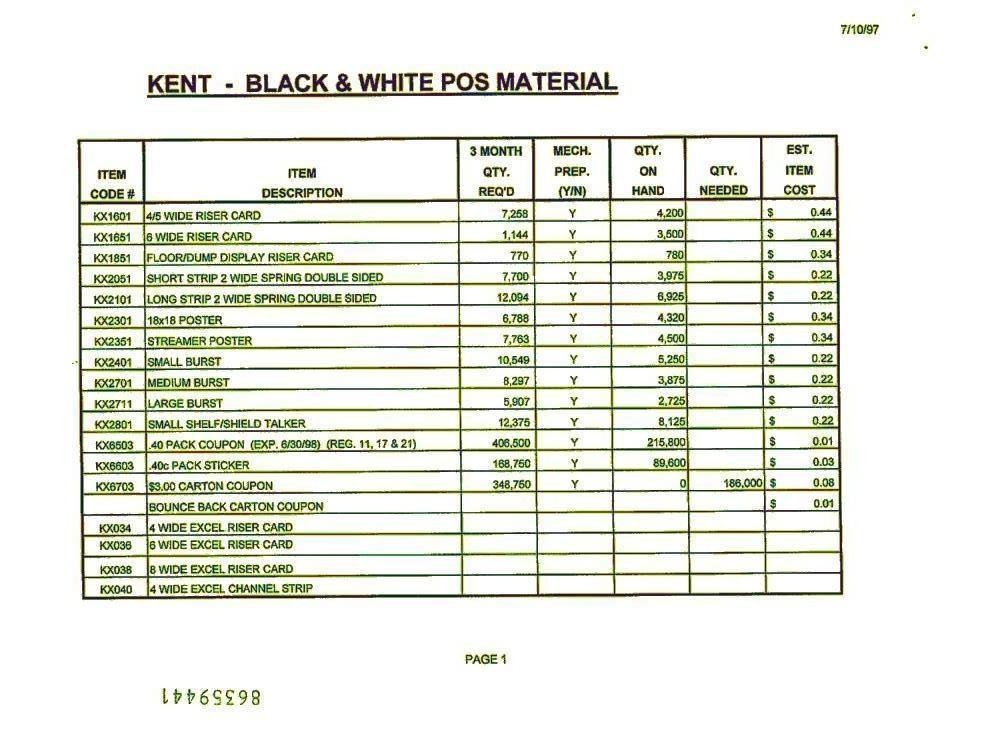 7/10/97
KENT - BLACK & WHITE POS MATERIAL
ITEM CODE # ITEM DESCRIPTION 3 MONTH QTY. REQ'D MECH. PREP. (Y/N) QTY. ON HAND QTY. NEEDED EST. ITEM COST
KX1601 4/5 WIDE RISER CARD 7,258 Y 4,200 $ 0.44
KX1651 6 WIDE RISER CARD 1,144 Y 3,500 $ 0.44
KX1851 FLOOR/DUMP DISPLAY RISER CARD 770 Y 780 $ 0.34
KX2051 SHORT STRIP 2 WIDE SPRING DOUBLE SIDED 7,700 Y 3,975 $ 0.22
KX2101 LONG STRIP 2 WIDE SPRING DOUBLE SIDED 12,094 Y 6,925 $ 0.22
KX2301 18x18 POSTER 6,788 Y 4,320 $ 0.34
KX2351 STREAMER POSTER 7,763 Y 4,500 $ 0.34
KX2401 SMALL BURST 10,549 Y 5,250 $ 0.22
KX2701 MEDIUM BURST 8,297 Y 3,875 $ 0.22
KX2711 LARGE BURST 5,907 Y 2,725 $ 0.22
KX2801 SMALL SHELF/SHIELD TALKER 12,375 Y 8,125 $ 0.22
KX6503 .40 PACK COUPON (EXP. 6/30/98) (REG. 11, 17 & 21) 406,500 Y 215,800 $ 0.01
KX6603 .40c PACK STICKER 168,750 Y 89,600 $ 0.03
KX6703 $3.00 CARTON COUPON 348,750 Y 0 186,000 $ 0.08
BOUNCE BACK CARTON COUPON $ 0.01
KX034 4 WIDE EXCEL RISER CARD
KX036 6 WIDE EXCEL RISER CARD
KX038 8 WIDE EXCEL RISER CARD
KX040 4 WIDE EXCEL CHANNEL STRIP
PAGE 1
86359441